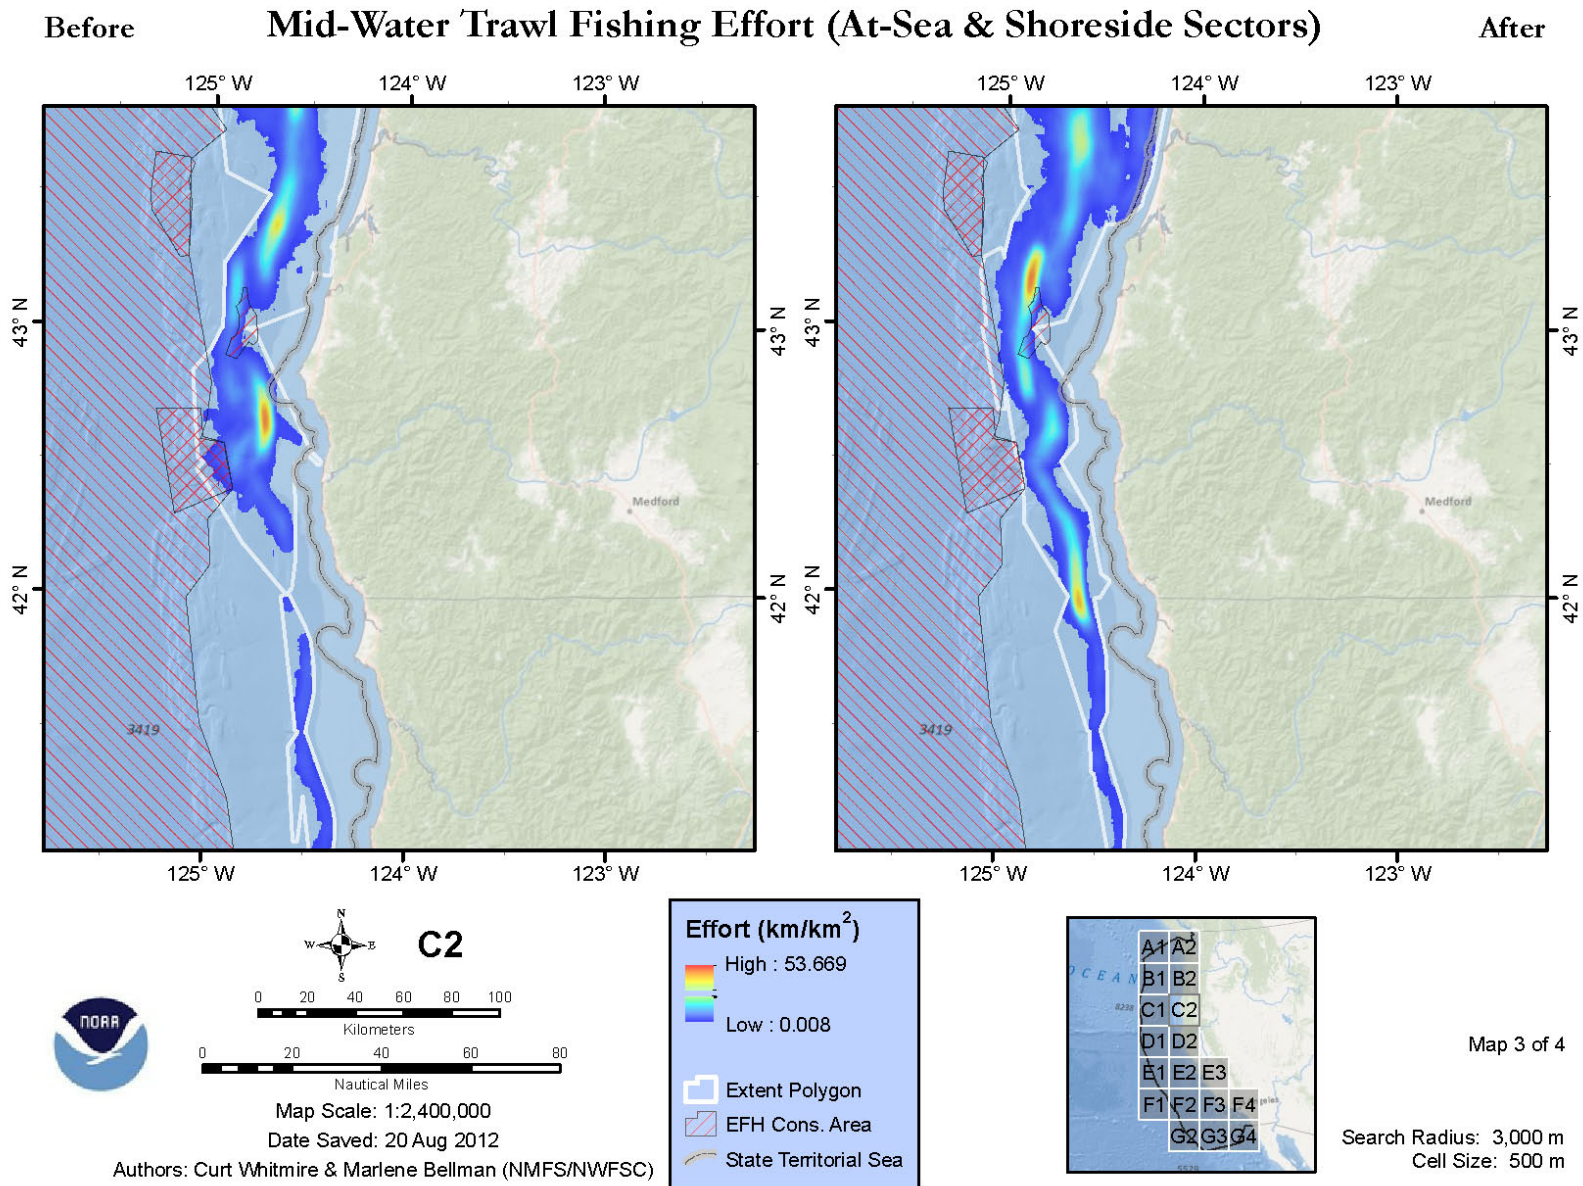 Before
Mid-Water Trawl Fishing Effort (At-Sea & Shoreside Sectors)
After
125° W
124° W
123° W
125° W
124° W
123° W
43° N
43° N
43° N
Medford
Medford
42° N
42° N
42° N
3419
3419
125° W
124° W
123° W
125° W
124° W
123° W
N
W
E
S
C2
0 20 40 60 80 100
Kilometers
0 20 40 60 80
Nautical Miles
NOAA
Map Scale: 1:2,400,000
Date Saved: 20 Aug 2012
Authors: Curt Whitmire & Marlene Bellman (NMFS/NWFSC)
Effort (km/km²)
High : 53.669
Low : 0.008
Extent Polygon
EFH Cons. Area
State Territorial Sea
A1 A2
OCEAN
B1 B2
8238
C1 C2
D1 D2
E1 E2 E3
F1 F2 F3 F4
G2 G3 G4
5529
Map 3 of 4
Search Radius: 3,000 m
Cell Size: 500 m